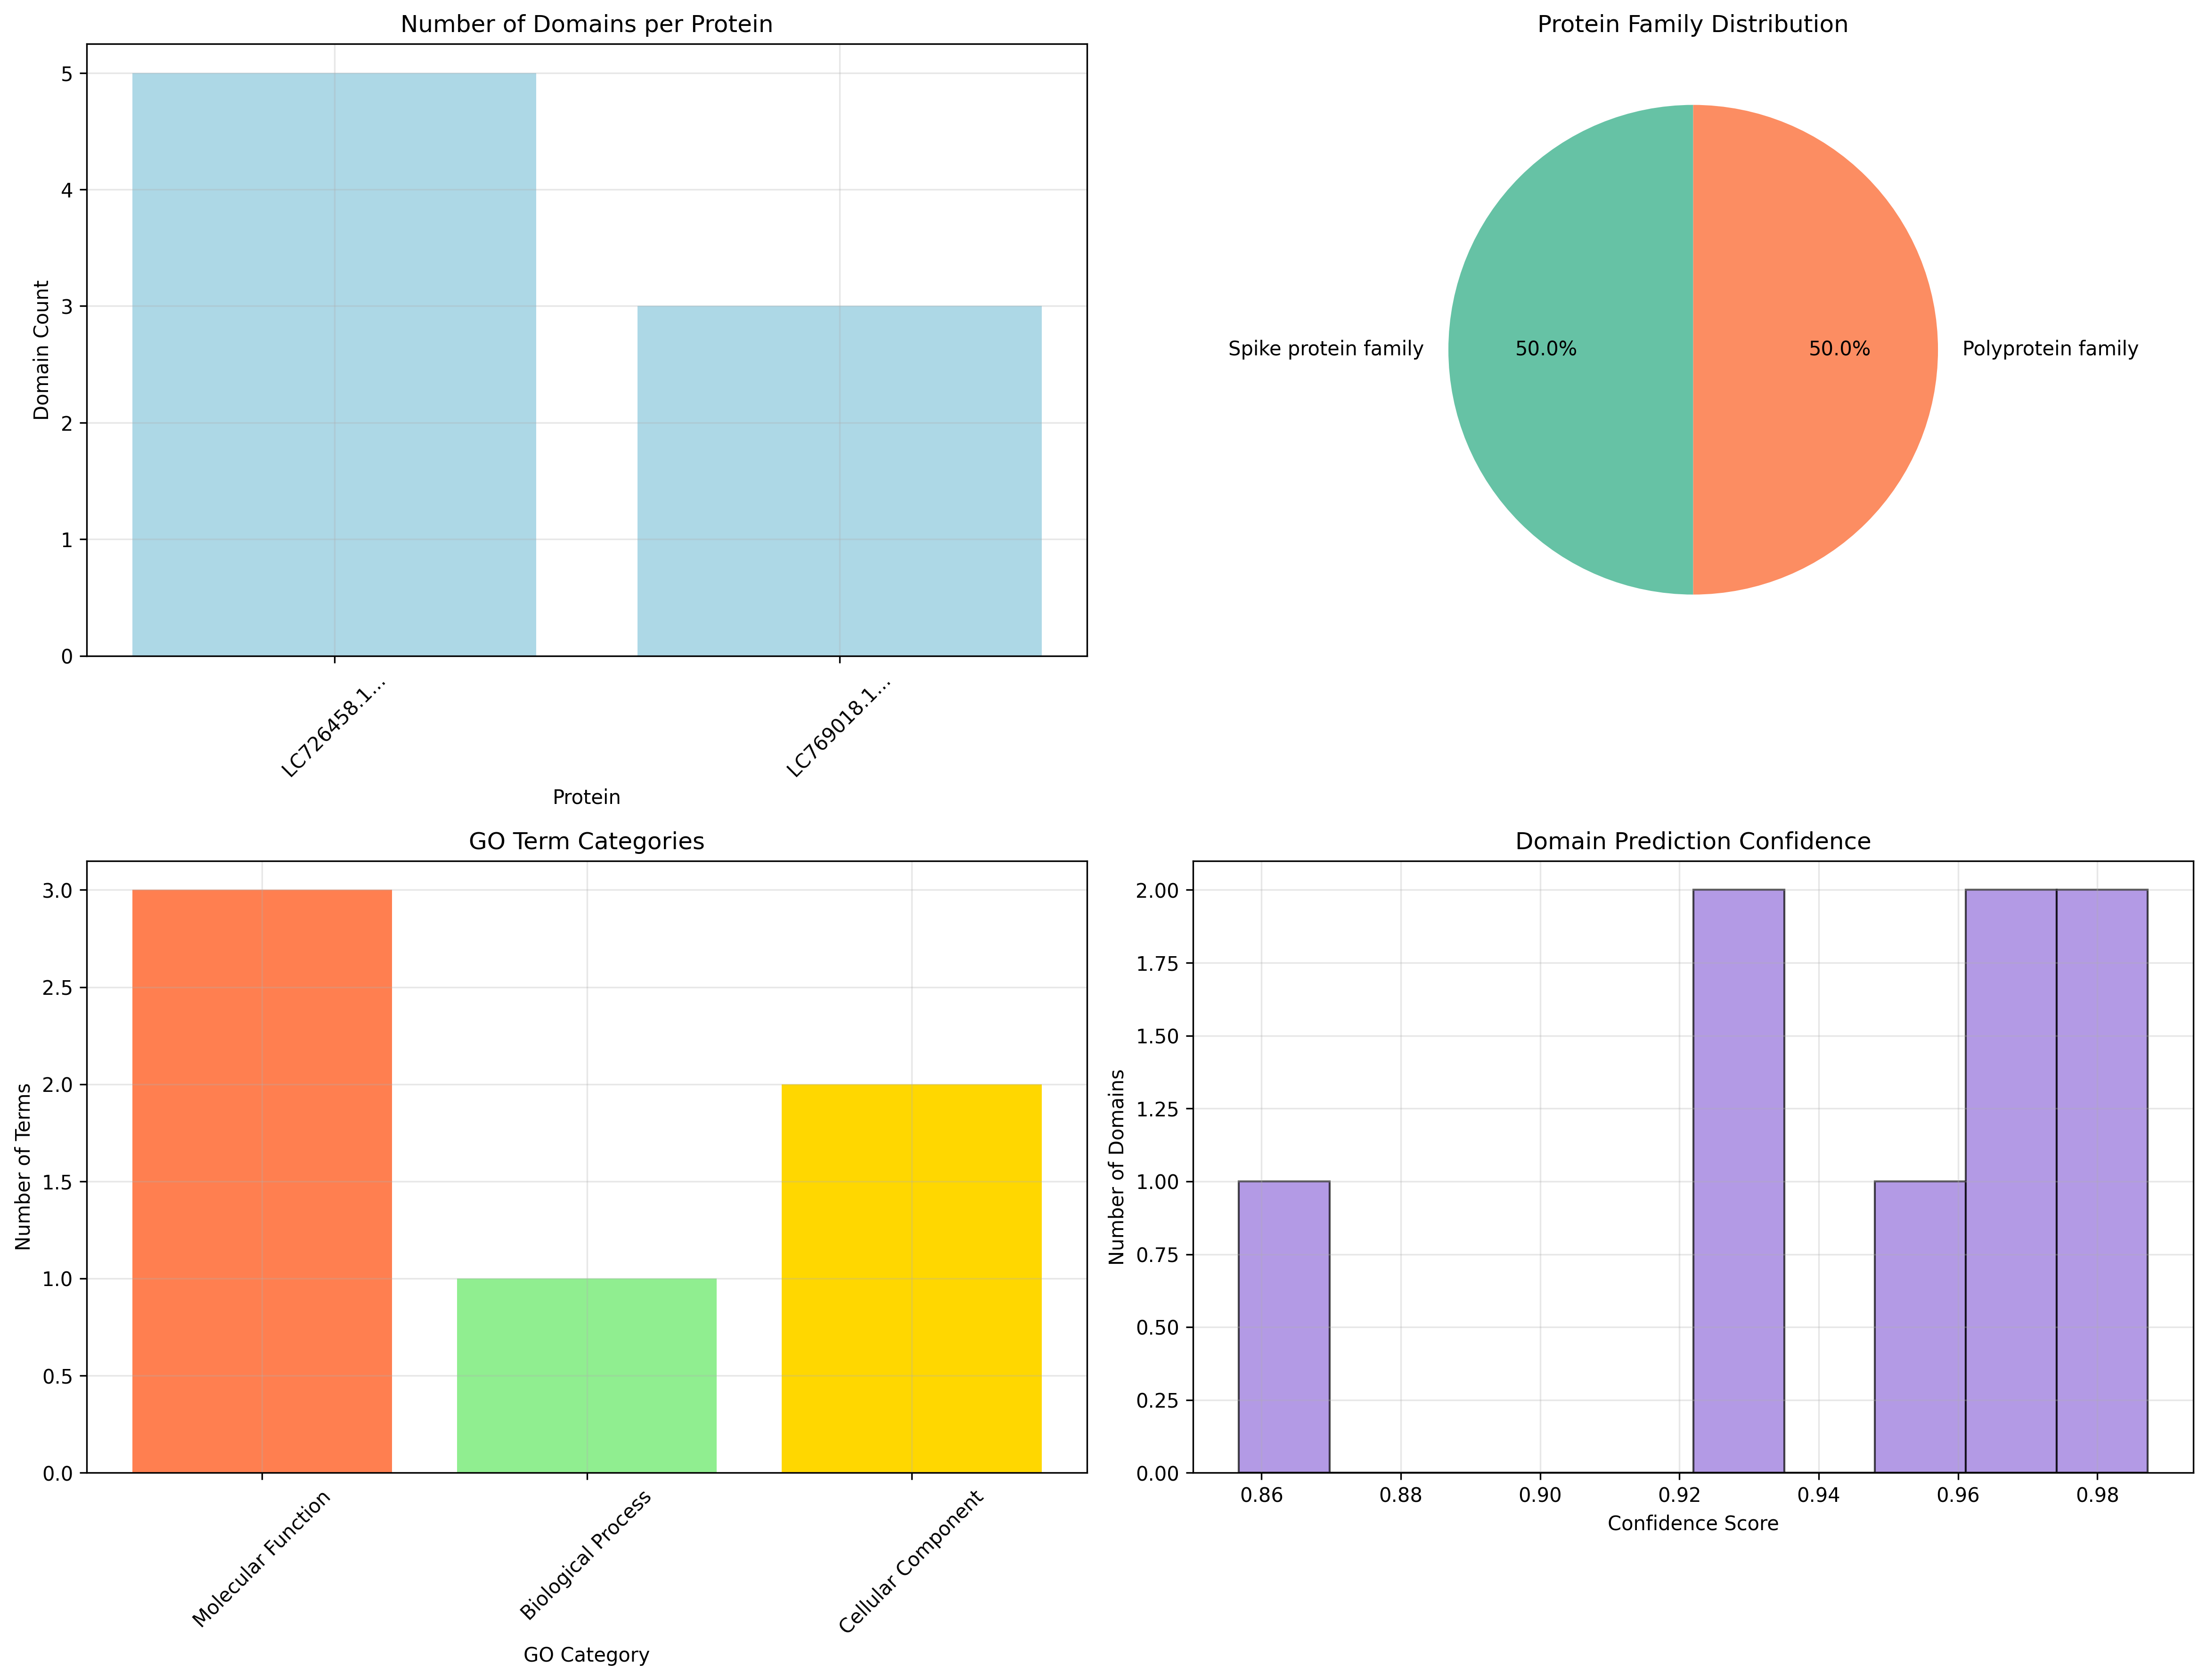 Number of Domains per Protein
Domain Count
5
4
3
2
1
0
LC726458.1...
LC769018.1...
Protein
Protein Family Distribution
Spike protein family
50.0%
50.0%
Polyprotein family
GO Term Categories
Number of Terms
3.0
2.5
2.0
1.5
1.0
0.5
0.0
Molecular Function
Biological Process
Cellular Component
GO Category
Domain Prediction Confidence
Number of Domains
2.00
1.75
1.50
1.25
1.00
0.75
0.50
0.25
0.00
0.86 0.88 0.90 0.92 0.94 0.96 0.98
Confidence Score